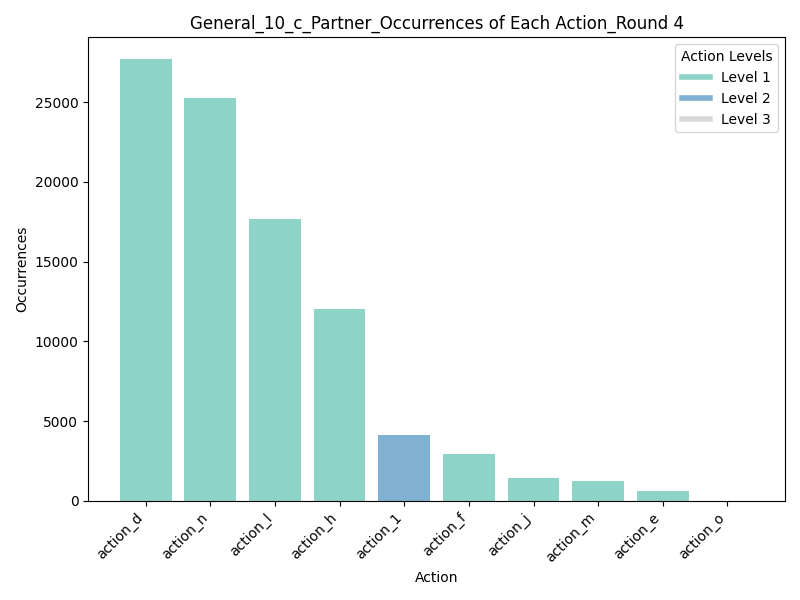 General_10_c_Partner_Occurrences of Each Action_Round 4
Action Levels
Level 1
Level 2
Level 3
Occurrences
25000
20000
15000
10000
5000
0
action_d
action_n
action_l
action_h
action_1
action_f
action_j
action_m
action_e
action_o
Action